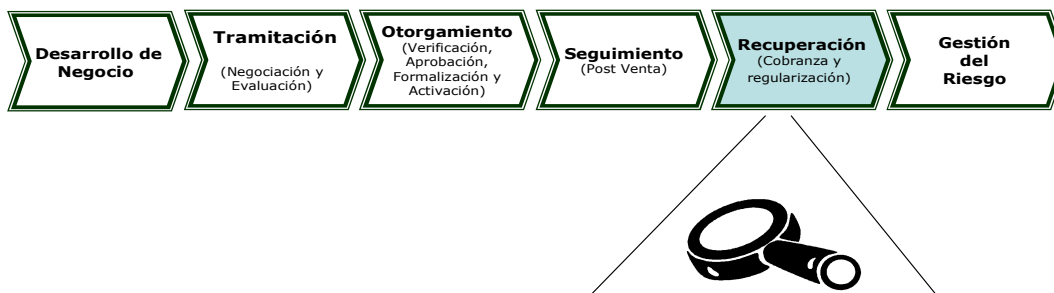 Desarrollo de
Negocio
Tramitación
(Negociación y
Evaluación)
Otorgamiento
(Verificación,
Aprobación,
Formalización y
Activación)
Seguimiento
(Post Venta)
Recuperación
(Cobranza y
regularización)
Gestión
del
Riesgo